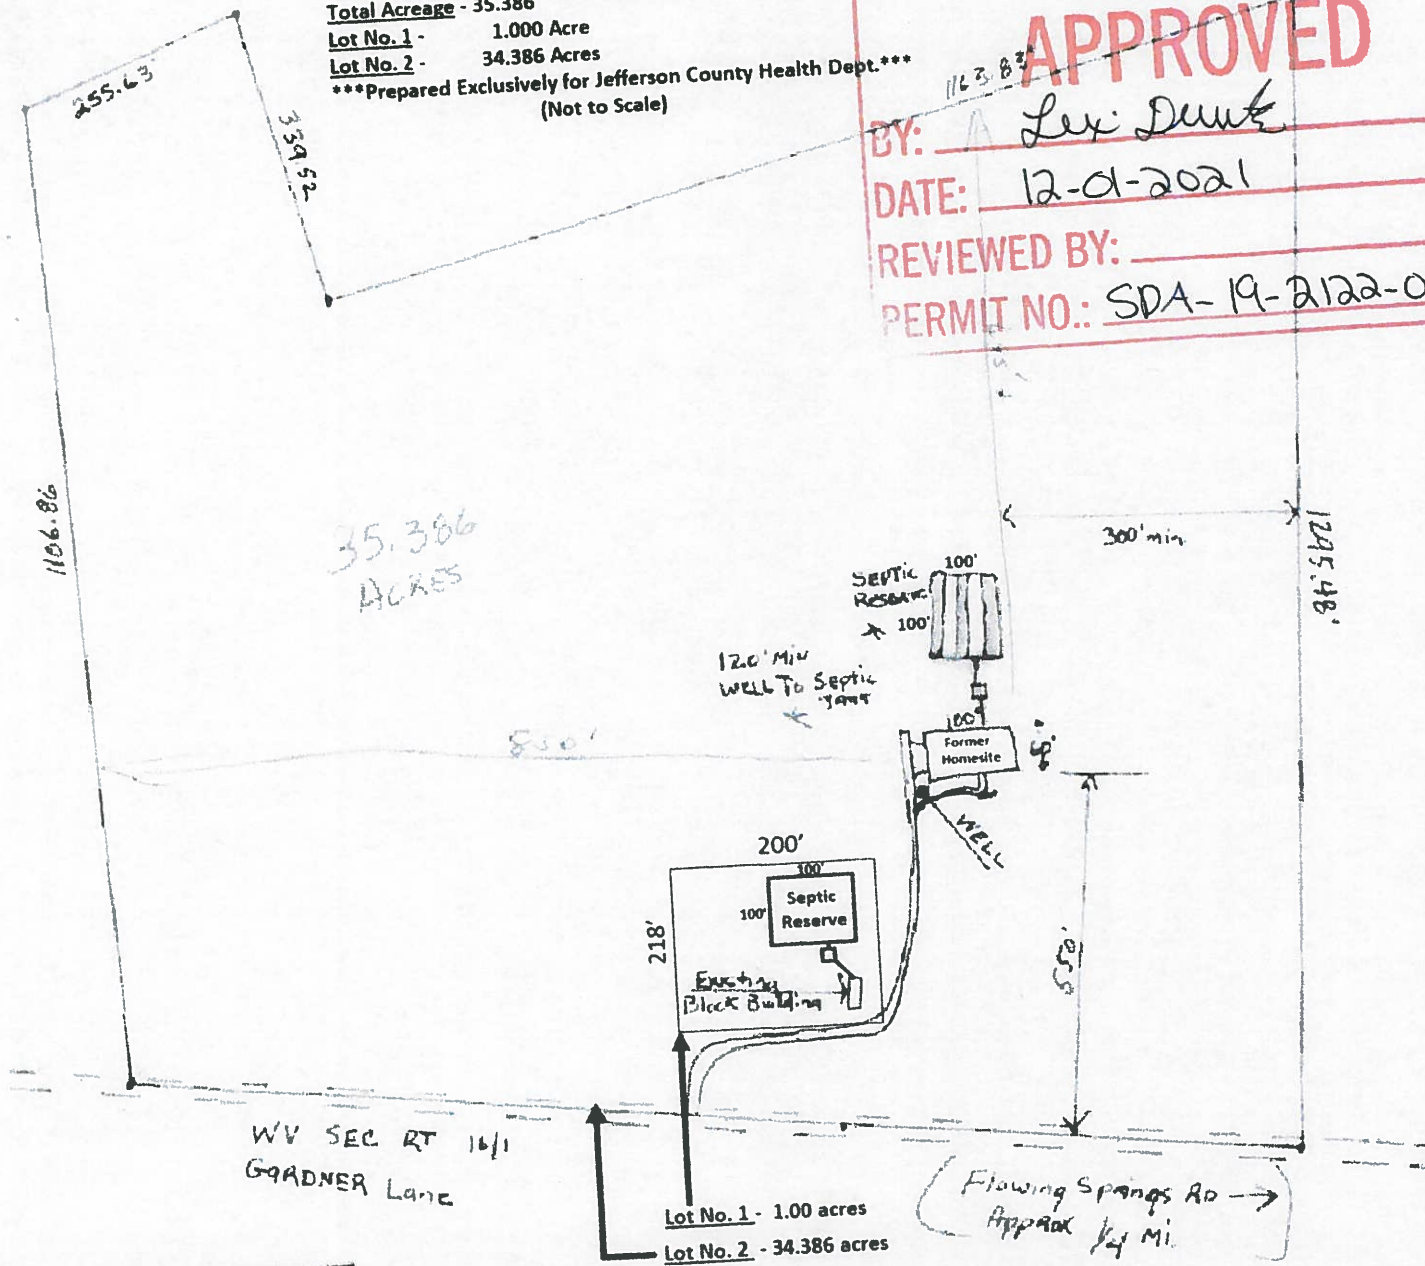 Total Acreage - 35.386
Lot No. 1 - 1.000 Acre
Lot No. 2 - 34.386 Acres
***Prepared Exclusively for Jefferson County Health Dept.***
(Not to Scale)
APPROVED
BY:
DATE: 12-01-2021
REVIEWED BY:
PERMIT NO.: SDA-19-2122-0
255.63
339.52
1163.83'
1106.86
35.386
ACRES
300' min
1295.48'
SEPTIC
100'
100'
120' Min
WELL To Septic
850'
100'
Former
Homesite
WELL
200'
218'
100'
100'
Septic
Reserve
Existing
Block Building
550'
WV SEC RT 16/1
GARDNER Lane
Flowing Springs RD
Approx 1/4 Mi
Lot No. 1 - 1.00 acres
Lot No. 2 - 34.386 acres